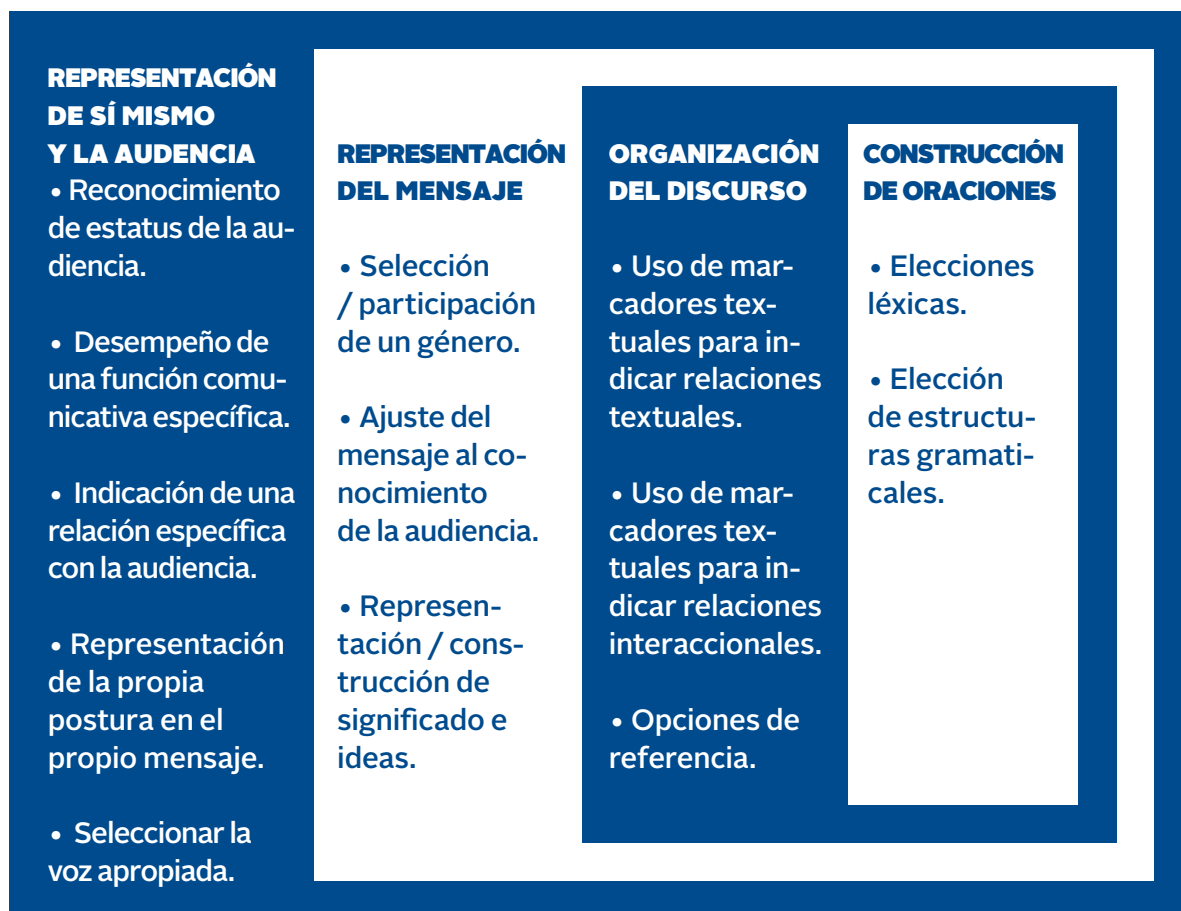 REPRESENTACIÓN
DE SÍ MISMO
Y LA AUDENCIA
• Reconocimiento
de estatus de la au-
diencia.
• Desempeño de
una función comu-
nicativa específica.
• Indicación de una
relación específica
con la audiencia.
• Representación
de la propia
postura en el
propio mensaje.
• Seleccionar la
voz apropiada.
REPRESENTACIÓN
DEL MENSAJE
• Selección
/ participación
de un género.
• Ajuste del
mensaje al co-
nocimiento
de la audiencia.
• Represen-
tación / cons-
trucción de
significado e
ideas.
ORGANIZACIÓN
DEL DISCURSO
• Uso de mar-
cadores tex-
tuales para in-
dicar relaciones
textuales.
• Uso de mar-
cadores tex-
tuales para in-
dicar relaciones
interaccionales.
• Opciones de
referencia.
CONSTRUCCIÓN
DE ORACIONES
• Elecciones
léxicas.
• Elección
de estructu-
ras gramati-
cales.